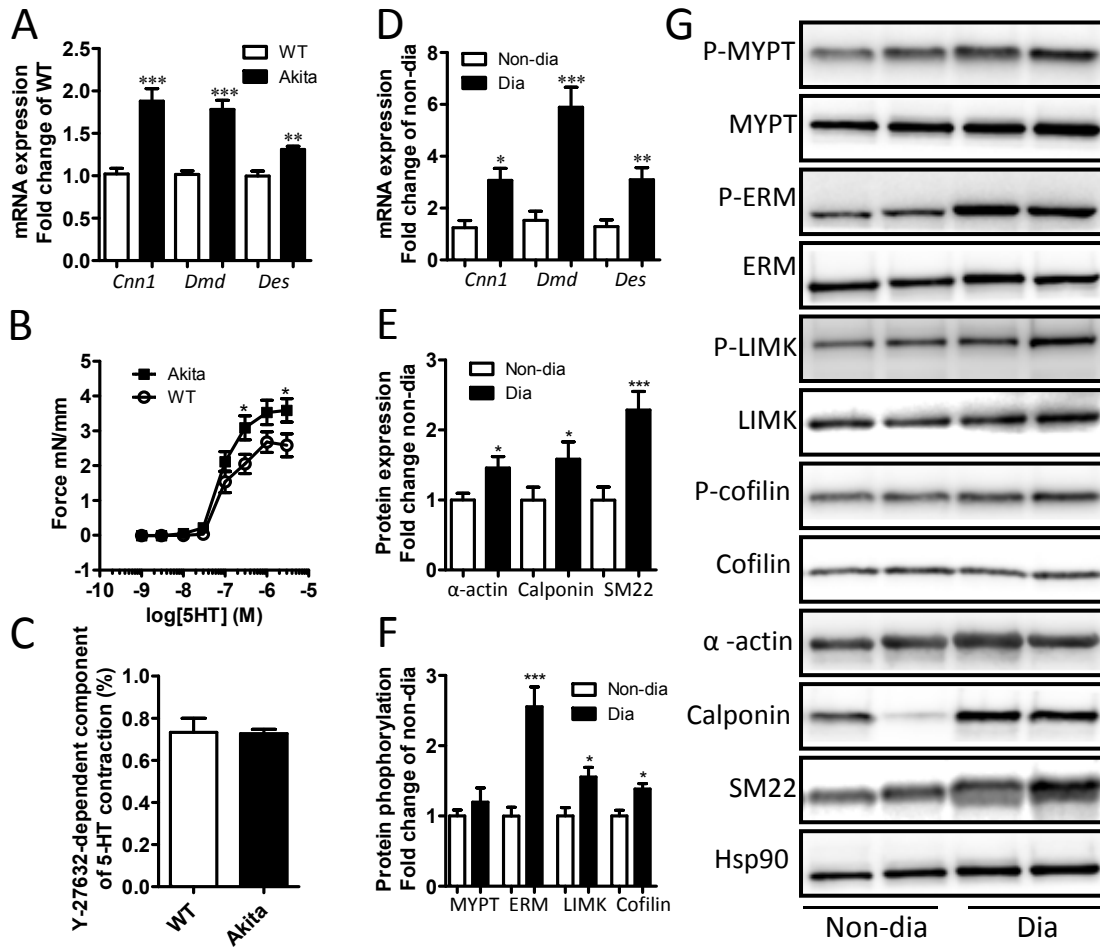 A
mRNA expression
Fold change of WT
2.5
2.0
1.5
1.0
0.5
0.0
WT
Akita
***
***
**
Cnn1 Dmd Des
B
Force mN/mm
5
4
3
2
1
0
-1
Akita
WT
*
*
-10 -9 -8 -7 -6 -5
log[5HT] (M)
C
Y-27632-dependent component
of 5-HT contraction (%)
1.0
0.8
0.6
0.4
0.2
0.0
WT
Akita
D
mRNA expression
Fold change of non-dia
8
6
4
2
0
Non-dia
Dia
*
***
**
Cnn1 Dmd Des
E
Protein expression
Fold change non-dia
3
2
1
0
Non-dia
Dia
*
*
***
α-actin Calponin SM22
F
Protein phophorylation
Fold change of non-dia
3
2
1
0
Non-dia
Dia
***
*
*
MYPT ERM LIMK Cofilin
G
P-MYPT
MYPT
P-ERM
ERM
P-LIMK
LIMK
P-cofilin
Cofilin
α -actin
Calponin
SM22
Hsp90
Non-dia Dia